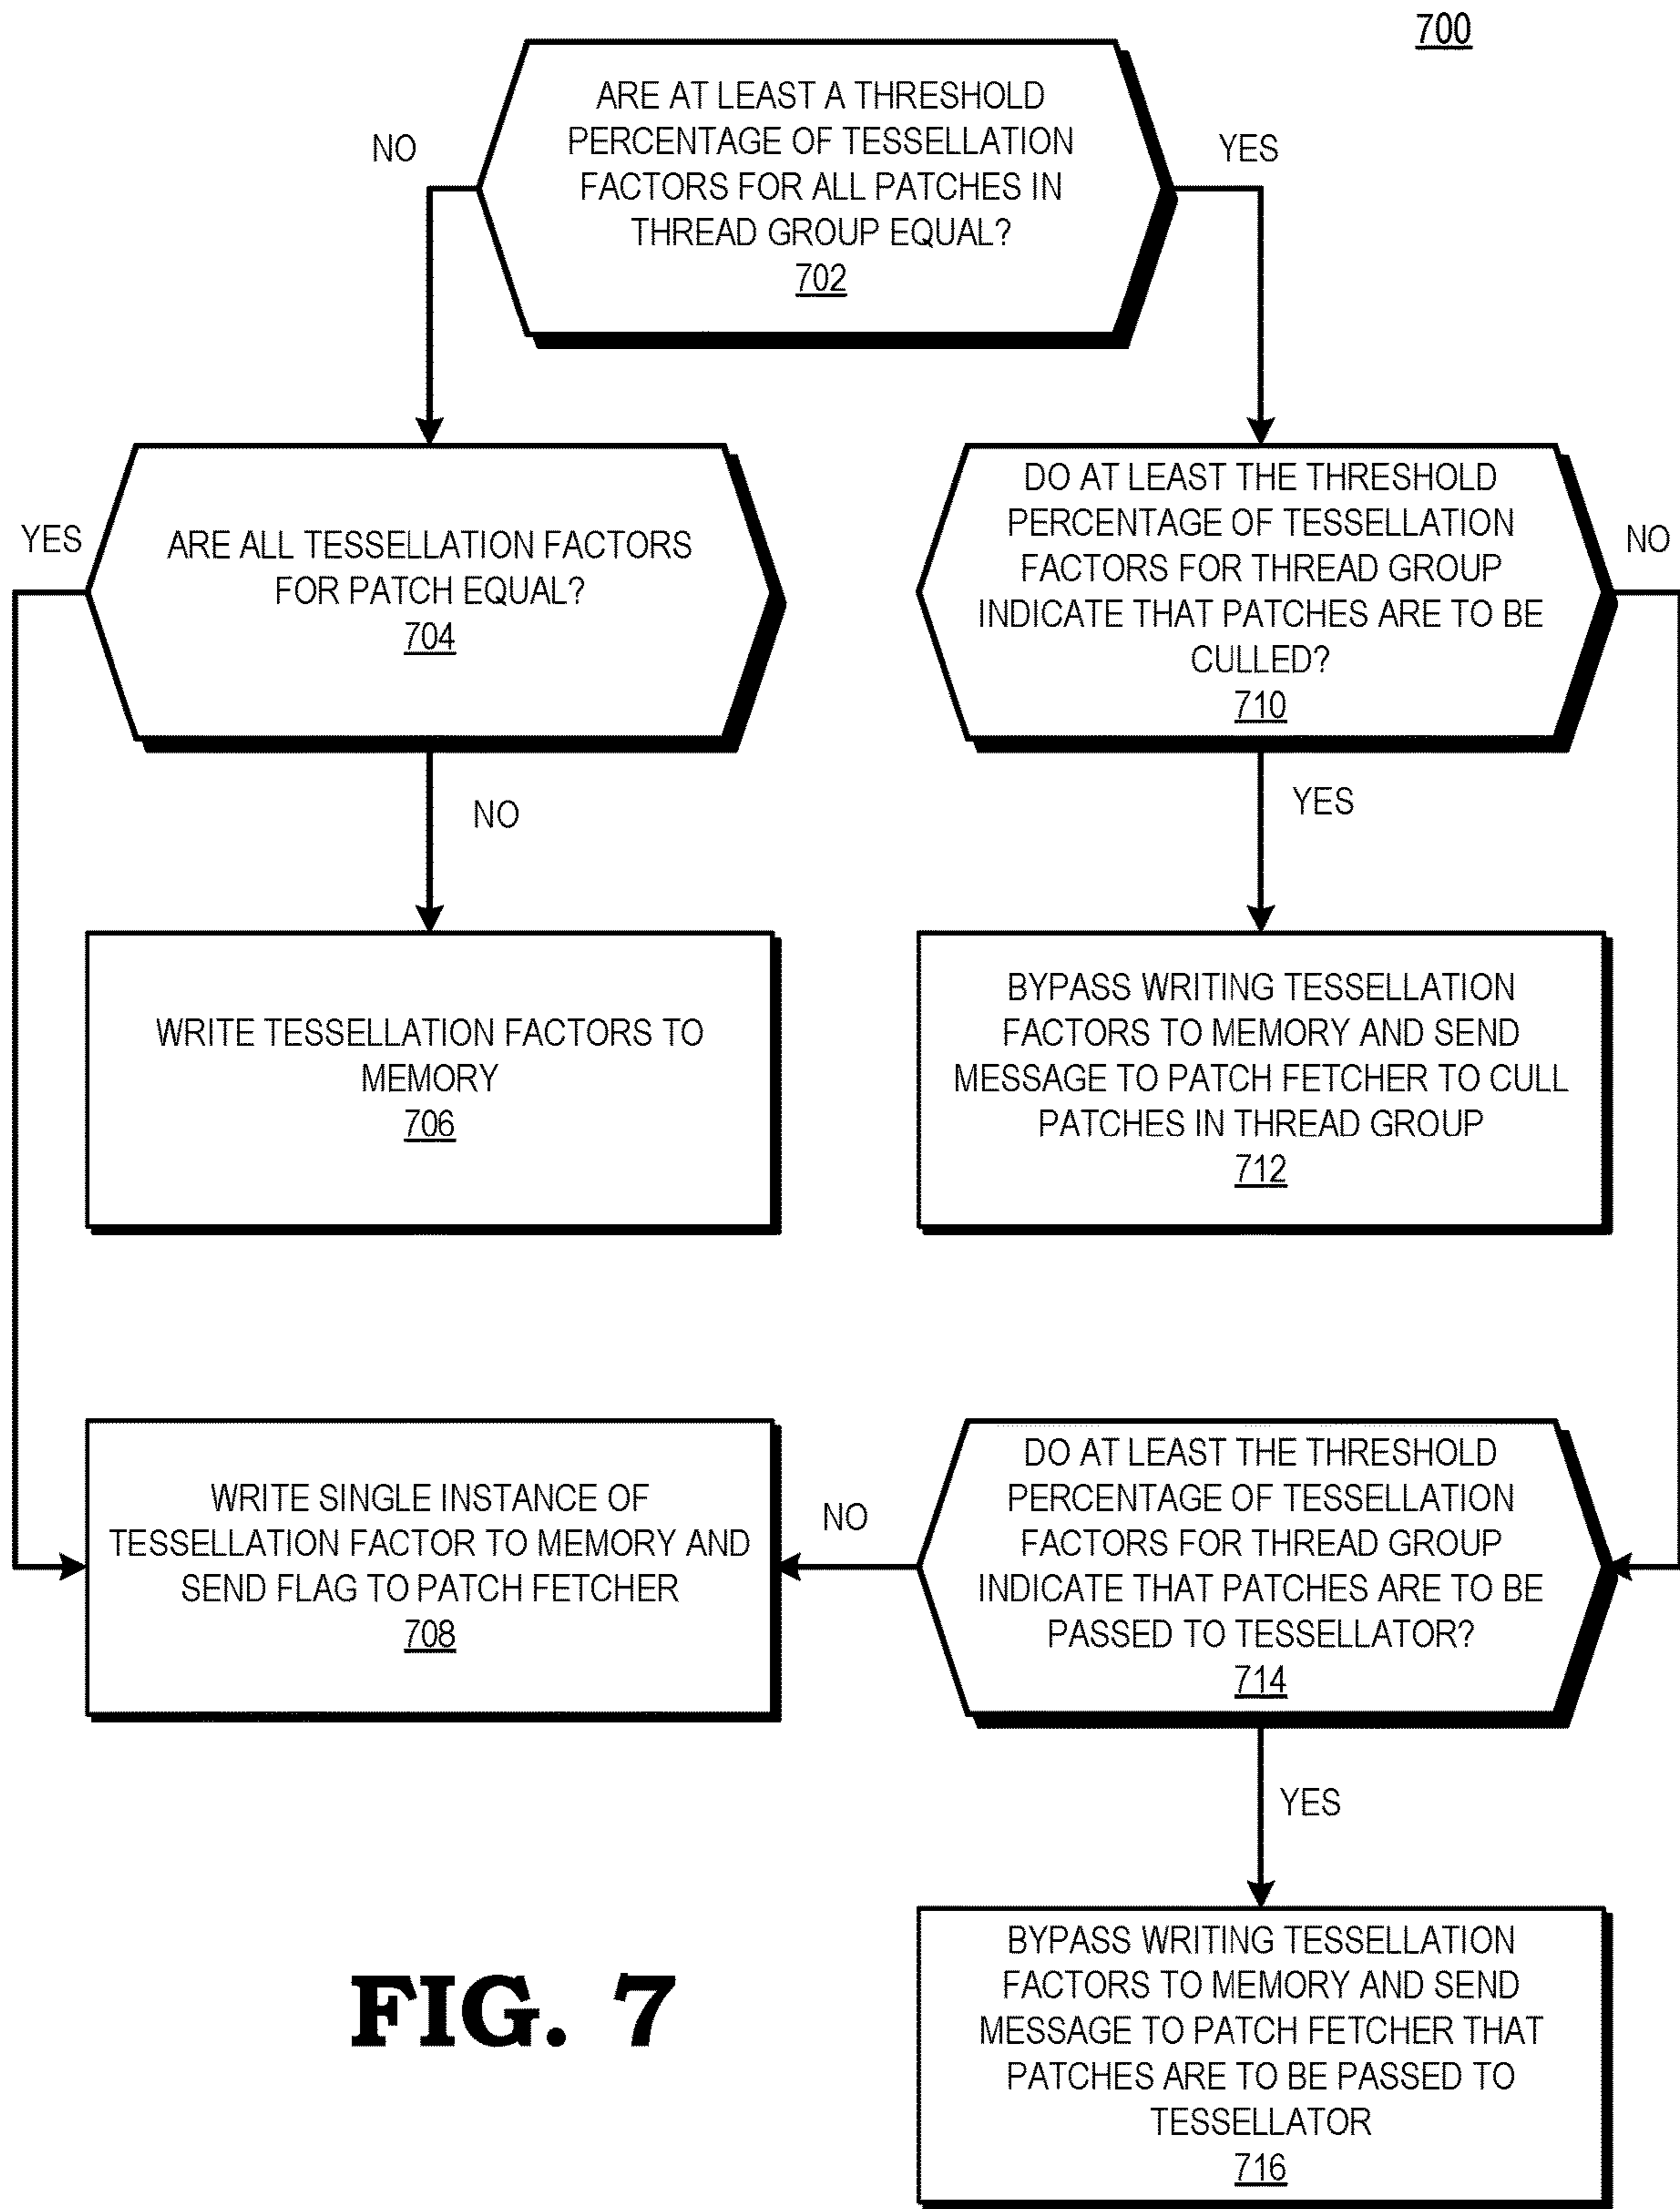 700
ARE AT LEAST A THRESHOLD
PERCENTAGE OF TESSELLATION
FACTORS FOR ALL PATCHES IN
THREAD GROUP EQUAL?
702
NO
YES
ARE ALL TESSELLATION FACTORS
FOR PATCH EQUAL?
704
YES
NO
DO AT LEAST THE THRESHOLD
PERCENTAGE OF TESSELLATION
FACTORS FOR THREAD GROUP
INDICATE THAT PATCHES ARE TO BE
CULLED?
710
NO
YES
WRITE TESSELLATION FACTORS TO
MEMORY
706
BYPASS WRITING TESSELLATION
FACTORS TO MEMORY AND SEND
MESSAGE TO PATCH FETCHER TO CULL
PATCHES IN THREAD GROUP
712
WRITE SINGLE INSTANCE OF
TESSELLATION FACTOR TO MEMORY AND
SEND FLAG TO PATCH FETCHER
708
NO
DO AT LEAST THE THRESHOLD
PERCENTAGE OF TESSELLATION
FACTORS FOR THREAD GROUP
INDICATE THAT PATCHES ARE TO BE
PASSED TO TESSELLATOR?
714
YES
BYPASS WRITING TESSELLATION
FACTORS TO MEMORY AND SEND
MESSAGE TO PATCH FETCHER THAT
PATCHES ARE TO BE PASSED TO
TESSELLATOR
716
FIG. 7